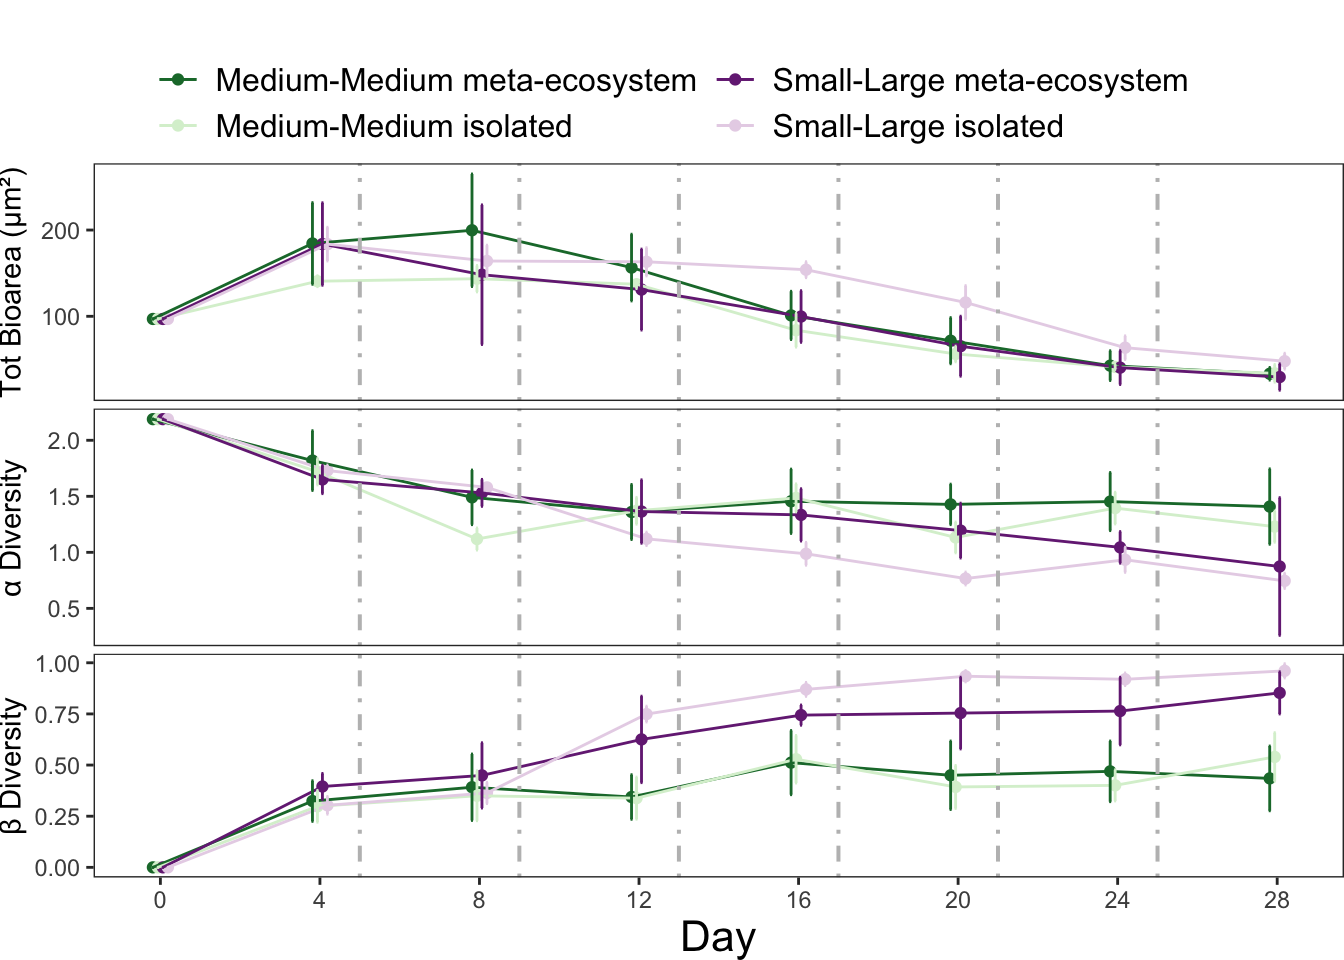 Medium-Medium meta-ecosystem Small-Large meta-ecosystem
Medium-Medium isolated Small-Large isolated
Tot Bioarea (μm²)
200
100
α Diversity
2.0
1.5
1.0
0.5
β Diversity
1.00
0.75
0.50
0.25
0.00
0 4 8 12 16 20 24 28
Day